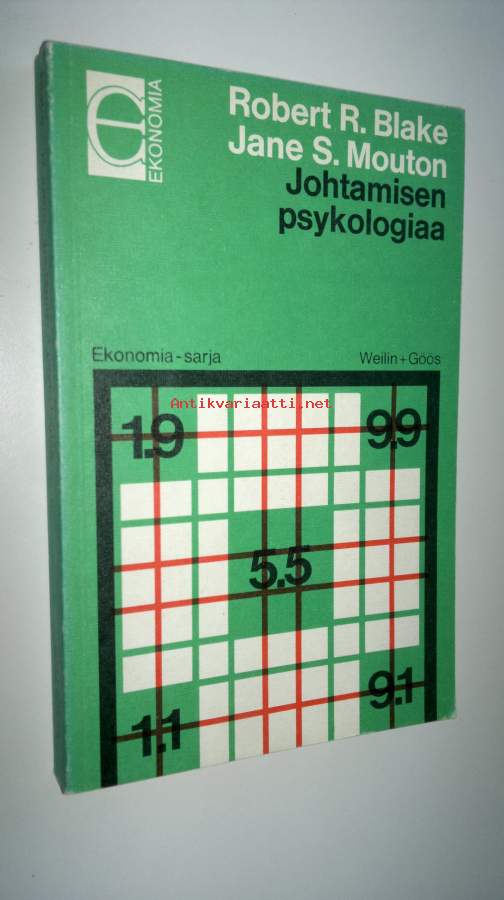 EKONOMIA
Robert R. Blake
Jane S. Mouton
Johtamisen
psykologiaa
Ekonomia-sarja
Weilin+Göös
Antikvariaatti.net
1.9
9.9
5.5
1.1
9.1